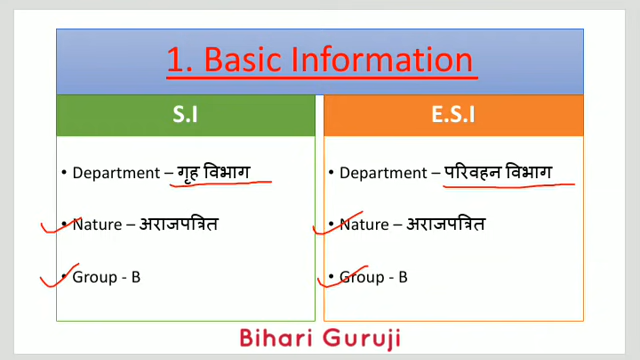 1. Basic Information
S.I
• Department – गृह विभाग
• Nature – अराजपत्रित
• Group - B
E.S.I
• Department – परिवहन विभाग
• Nature – अराजपत्रित
• Group - B
Bihari Guruji